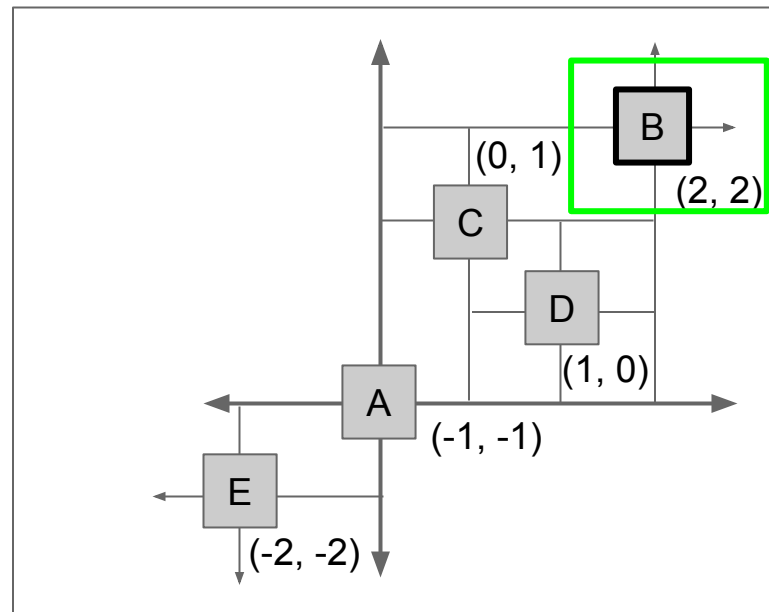 B
(0, 1)
(2, 2)
C
D
(1, 0)
A
(-1, -1)
E
(-2, -2)